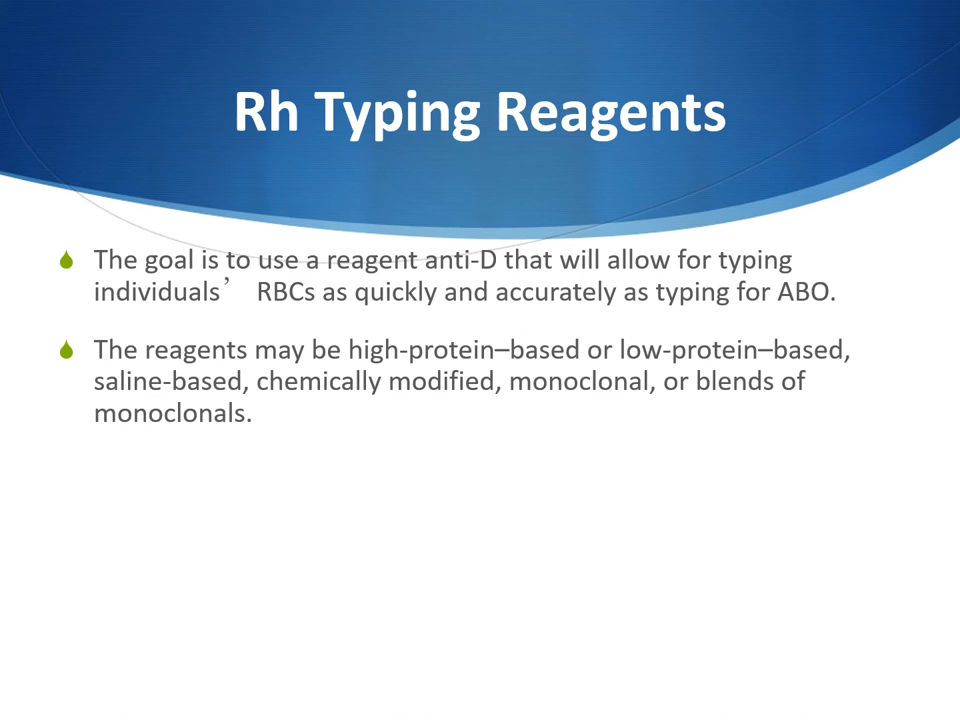 Rh Typing Reagents
The goal is to use a reagent anti-D that will allow for typing
individuals’ RBCs as quickly and accurately as typing for ABO.
The reagents may be high-protein–based or low-protein–based,
saline-based, chemically modified, monoclonal, or blends of
monoclonals.